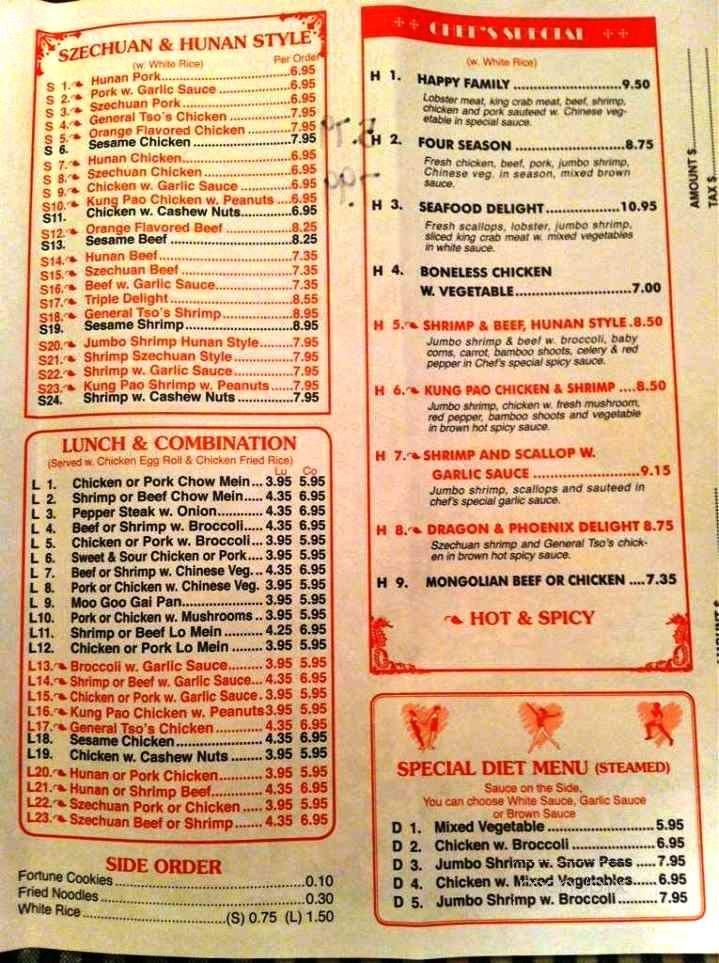 SZECHUAN & HUNAN STYLE
(w. White Rice) Per Order
S 1. Hunan Pork..............................6.95
S 2. Pork w. Garlic Sauce ................6.95
S 3. Szechuan Pork ........................6.95
S 4. General Tso's Chicken .............7.95
S 5. Orange Flavored Chicken .........7.95
S 6. Sesame Chicken ......................7.95
S 7. Hunan Chicken........................6.95
S 8. Szechuan Chicken ...................6.95
S 9. Chicken w. Garlic Sauce ..........6.95
S10. Kung Pao Chicken w. Peanuts ...6.95
S11. Chicken w. Cashew Nuts...........6.95
S12. Orange Flavored Beef ..............8.25
S13. Sesame Beef ..........................8.25
S14. Hunan Beef............................7.35
S15. Szechuan Beef .......................7.35
S16. Beef w. Garlic Sauce...............7.35
S17. Triple Delight .........................8.55
S18. General Tso's Shrimp ..............8.95
S19. Sesame Shrimp......................8.95
S20. Jumbo Shrimp Hunan Style.......7.95
S21. Shrimp Szechuan Style ............7.95
S22. Shrimp w. Garlic Sauce............7.95
S23. Kung Pao Shrimp w. Peanuts ....7.95
S24. Shrimp w. Cashew Nuts ...........7.95
LUNCH & COMBINATION
(Served w. Chicken Egg Roll & Chicken Fried Rice)
Lu Co
L 1. Chicken or Pork Chow Mein... 3.95 5.95
L 2. Shrimp or Beef Chow Mein..... 4.35 6.95
L 3. Pepper Steak w. Onion............ 4.35 6.95
L 4. Beef or Shrimp w. Broccoli..... 4.35 6.95
L 5. Chicken or Pork w. Broccoli... 3.95 5.95
L 6. Sweet & Sour Chicken or Pork.... 3.95 5.95
L 7. Beef or Shrimp w. Chinese Veg. .. 4.35 6.95
L 8. Pork or Chicken w. Chinese Veg. 3.95 5.95
L 9. Moo Goo Gai Pan................... 3.95 5.95
L10. Pork or Chicken w. Mushrooms .. 3.95 5.95
L11. Shrimp or Beef Lo Mein .......... 4.25 6.95
L12. Chicken or Pork Lo Mein ........ 3.95 5.95
L13. Broccoli w. Garlic Sauce......... 3.95 5.95
L14. Shrimp or Beef w. Garlic Sauce... 4.35 6.95
L15. Chicken or Pork w. Garlic Sauce. 3.95 5.95
L16. Kung Pao Chicken w. Peanuts 3.95 5.95
L17. General Tso's Chicken ............ 4.35 6.95
L18. Sesame Chicken..................... 4.35 6.95
L19. Chicken w. Cashew Nuts ........ 3.95 5.95
L20. Hunan or Pork Chicken........... 3.95 5.95
L21. Hunan or Shrimp Beef............. 4.35 6.95
L22. Szechuan Pork or Chicken ..... 3.95 5.95
L23. Szechuan Beef or Shrimp ....... 4.35 6.95
SIDE ORDER
Fortune Cookies ....................................0.10
Fried Noodles .......................................0.30
White Rice .........................(S) 0.75 (L) 1.50
CHEF'S SPECIAL
(w. White Rice)
H 1. HAPPY FAMILY ......................9.50
Lobster meat, king crab meat, beef, shrimp,
chicken and pork sauteed w. Chinese veg-
etable in special sauce.
H 2. FOUR SEASON ............................8.75
Fresh chicken, beef, pork, jumbo shrimp,
Chinese veg. in season, mixed brown
sauce.
H 3. SEAFOOD DELIGHT.....................10.95
Fresh scallops, lobster, jumbo shrimp,
sliced king crab meat w. mixed vegetables
in white sauce.
H 4. BONELESS CHICKEN
W. VEGETABLE.............................7.00
H 5. SHRIMP & BEEF, HUNAN STYLE .8.50
Jumbo shrimp & beef w. broccoli, baby
corns, carrot, bamboo shoots, celery & red
pepper in Chef's special spicy sauce.
H 6. KUNG PAO CHICKEN & SHRIMP ....8.50
Jumbo shrimp, chicken w. fresh mushroom,
red pepper, bamboo shoots and vegetable
in brown hot spicy sauce.
H 7. SHRIMP AND SCALLOP W.
GARLIC SAUCE ...........................9.15
Jumbo shrimp, scallops and sauteed in
chef's special garlic sauce.
H 8. DRAGON & PHOENIX DELIGHT 8.75
Szechuan shrimp and General Tso's chick-
en in brown hot spicy sauce.
H 9. MONGOLIAN BEEF OR CHICKEN ....7.35
HOT & SPICY
SPECIAL DIET MENU (STEAMED)
Sauce on the Side,
You can choose White Sauce, Garlic Sauce
or Brown Sauce
D 1. Mixed Vegetable ............................5.95
D 2. Chicken w. Broccoli ......................6.95
D 3. Jumbo Shrimp w. Snow Peas .....7.95
D 4. Chicken w. Mixed Vegetables......6.95
D 5. Jumbo Shrimp w. Broccoli ..........7.95
AMOUNT $
TAX $